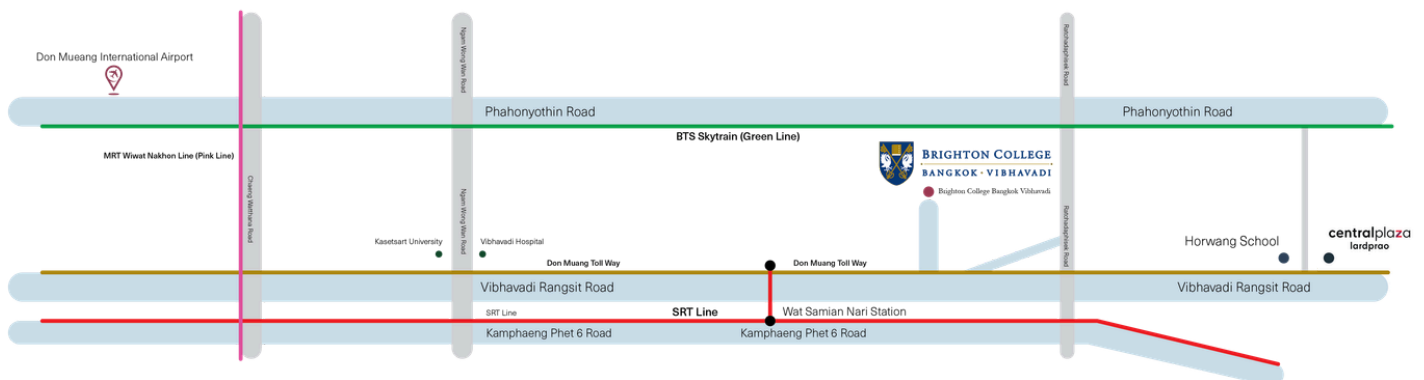 Don Mueang International Airport
Ngam Wong Wan Road
Ratchadaphisek Road
Phahonyothin Road
Phahonyothin Road
BTS Skytrain (Green Line)
MRT Wiwat Nakhon Line (Pink Line)
BRIGHTON COLLEGE
BANGKOK · VIBHAVADI
Brighton College Bangkok Vibhavadi
Chaeng Watthana Road
Ngam Wong Wan Road
Ratchadaphisek Road
Kasetsart University
Vibhavadi Hospital
Horwang School
centralplaza
lardprao
Don Muang Toll Way
Don Muang Toll Way
Vibhavadi Rangsit Road
Vibhavadi Rangsit Road
SRT Line
SRT Line
Wat Samian Nari Station
Kamphaeng Phet 6 Road
Kamphaeng Phet 6 Road